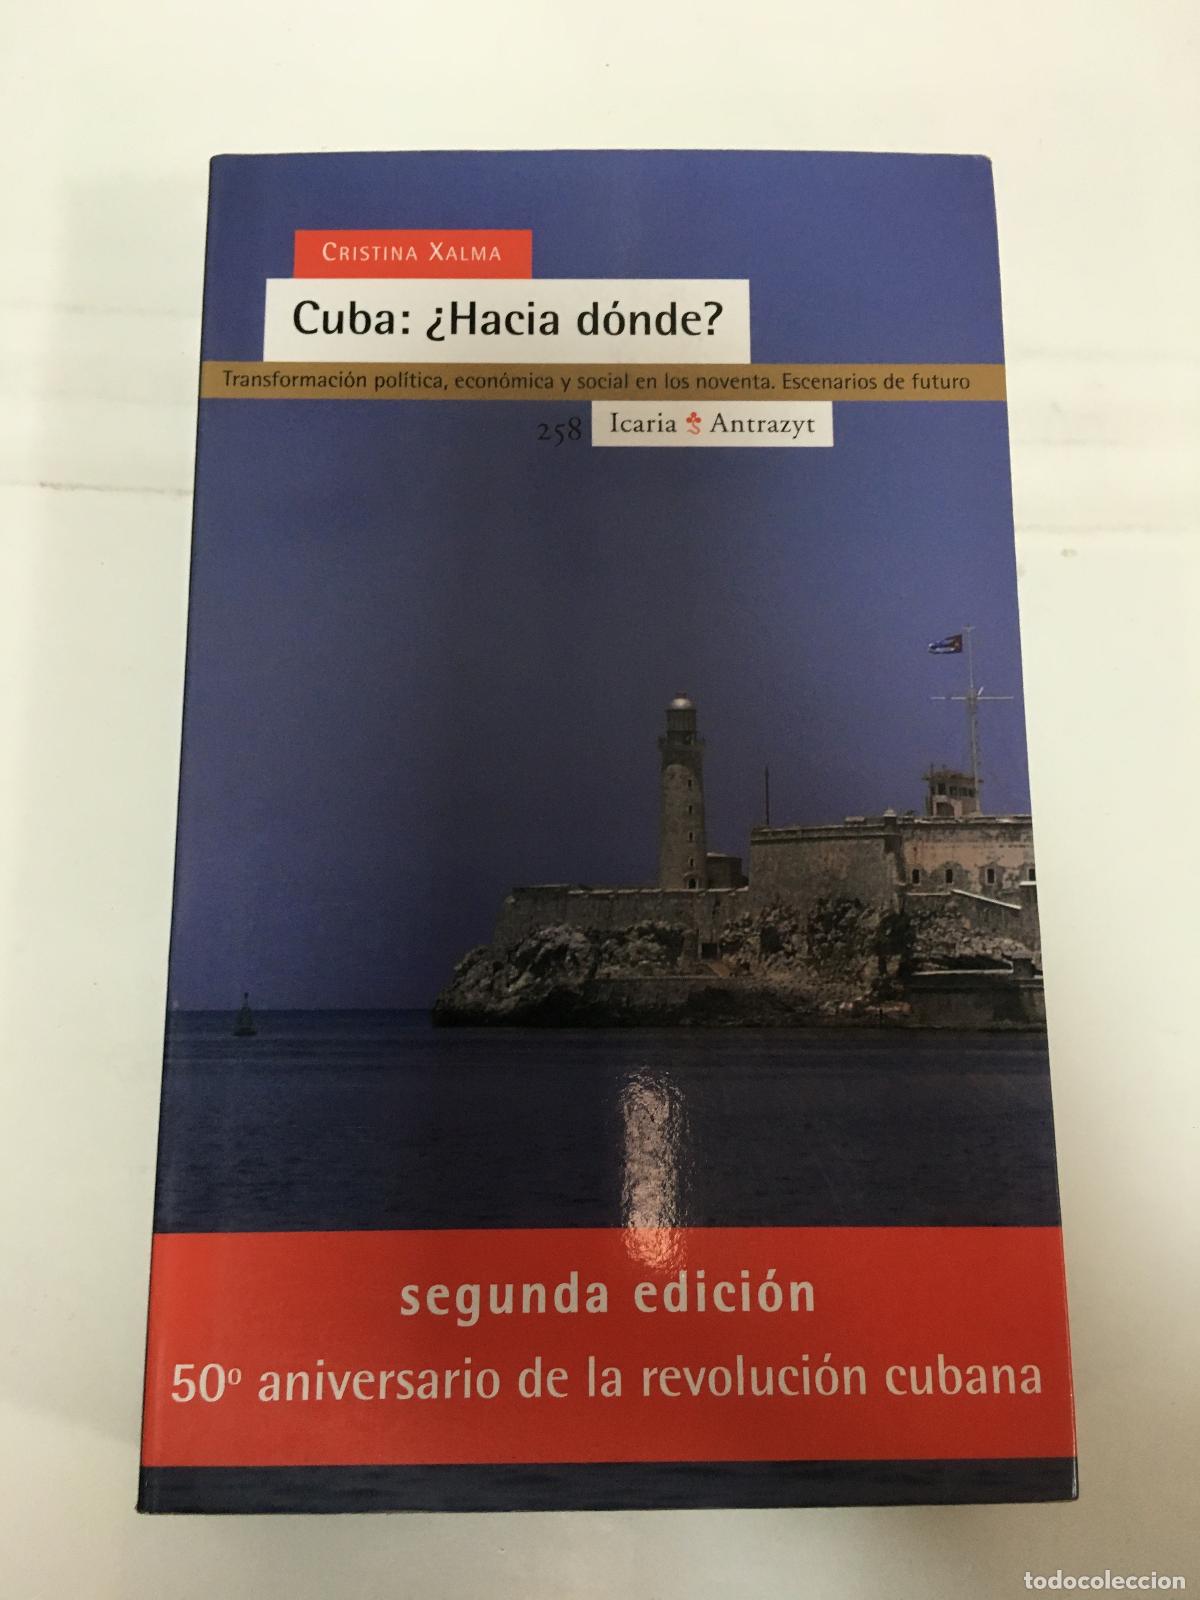 Cristina Xalma
Cuba: ¿Hacia dónde?
Transformación política, económica y social en los noventa. Escenarios de futuro
258 Icaria Antrazyt
segunda edición
50º aniversario de la revolución cubana
todocoleccion